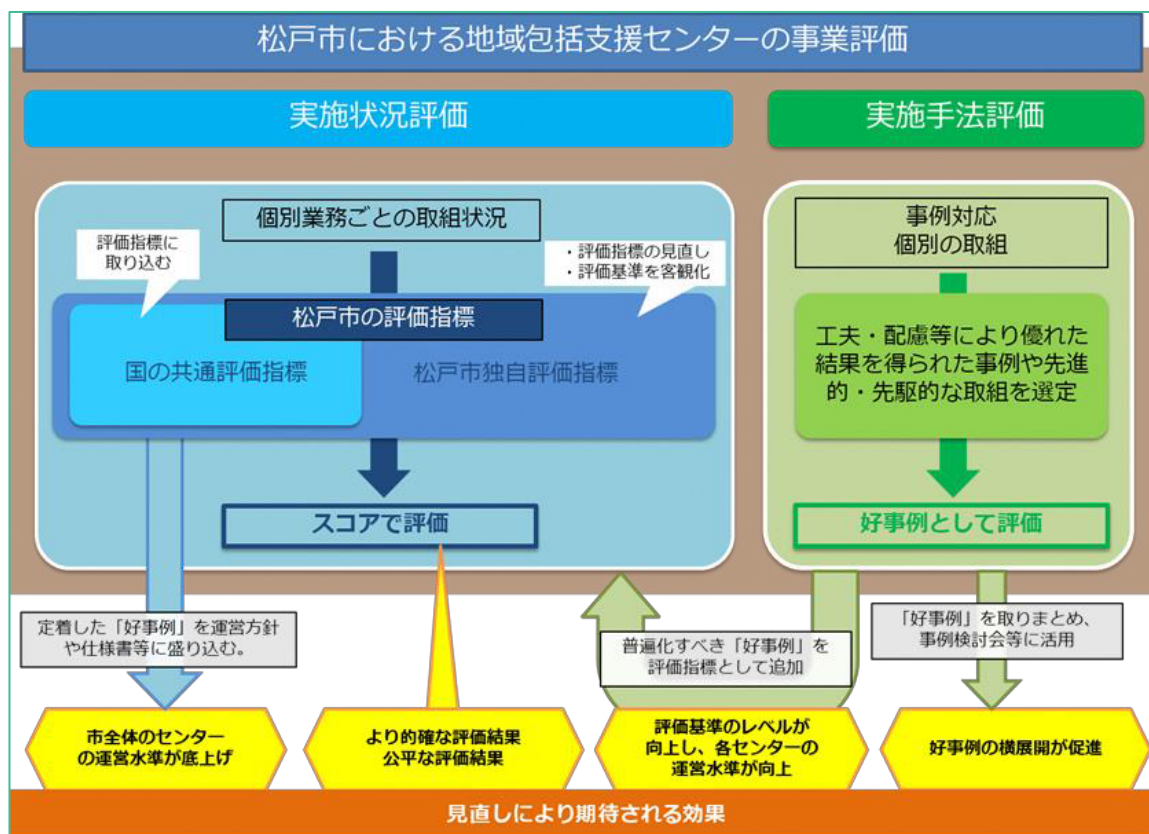 松戸市における地域包括支援センターの事業評価
実施状況評価
実施手法評価
個別業務ごとの取組状況
評価指標に
取り込む
・評価指標の見直し
・評価基準を客観化
松戸市の評価指標
国の共通評価指標
松戸市独自評価指標
スコアで評価
事例対応
個別の取組
工夫・配慮等により優れた
結果を得られた事例や先進
的・先駆的な取組を選定
好事例として評価
定着した「好事例」を運営方針
や仕様書等に盛り込む。
普遍化すべき「好事例」を
評価指標として追加
「好事例」を取りまとめ、
事例検討会等に活用
市全体のセンター
の運営水準が底上げ
より的確な評価結果
公平な評価結果
評価基準のレベルが
向上し、各センターの
運営水準が向上
好事例の横展開が促進
見直しにより期待される効果